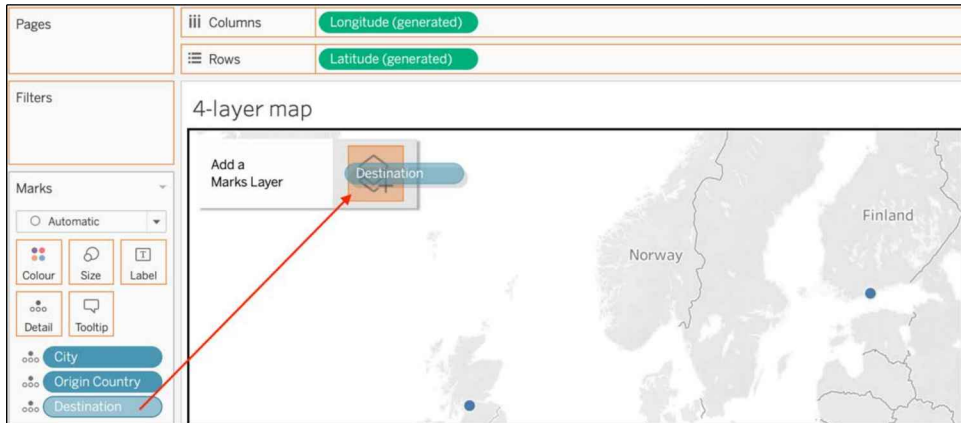 Pages
Columns
Longitude (generated)
Rows
Latitude (generated)
Filters
4-layer map
Add a
Marks Layer
Destination
Marks
Automatic
Colour
Size
T
Label
Detail
Tooltip
City
Origin Country
Destination
Norway
Finland